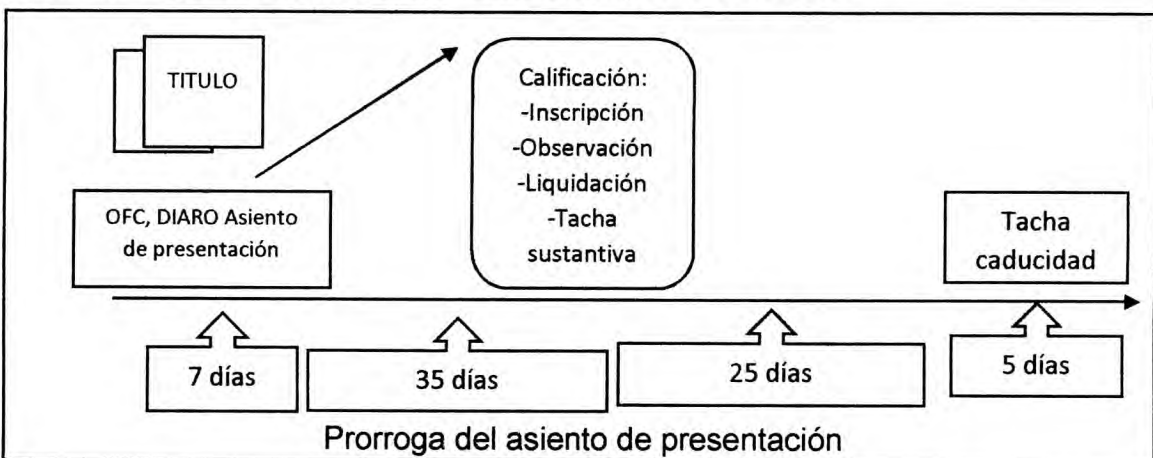 TITULO
OFC, DIARO Asiento
de presentación
Calificación:
-Inscripción
-Observación
-Liquidación
-Tacha
sustantiva
Tacha
caducidad
7 días
35 días
25 días
5 días
Prorroga del asiento de presentación